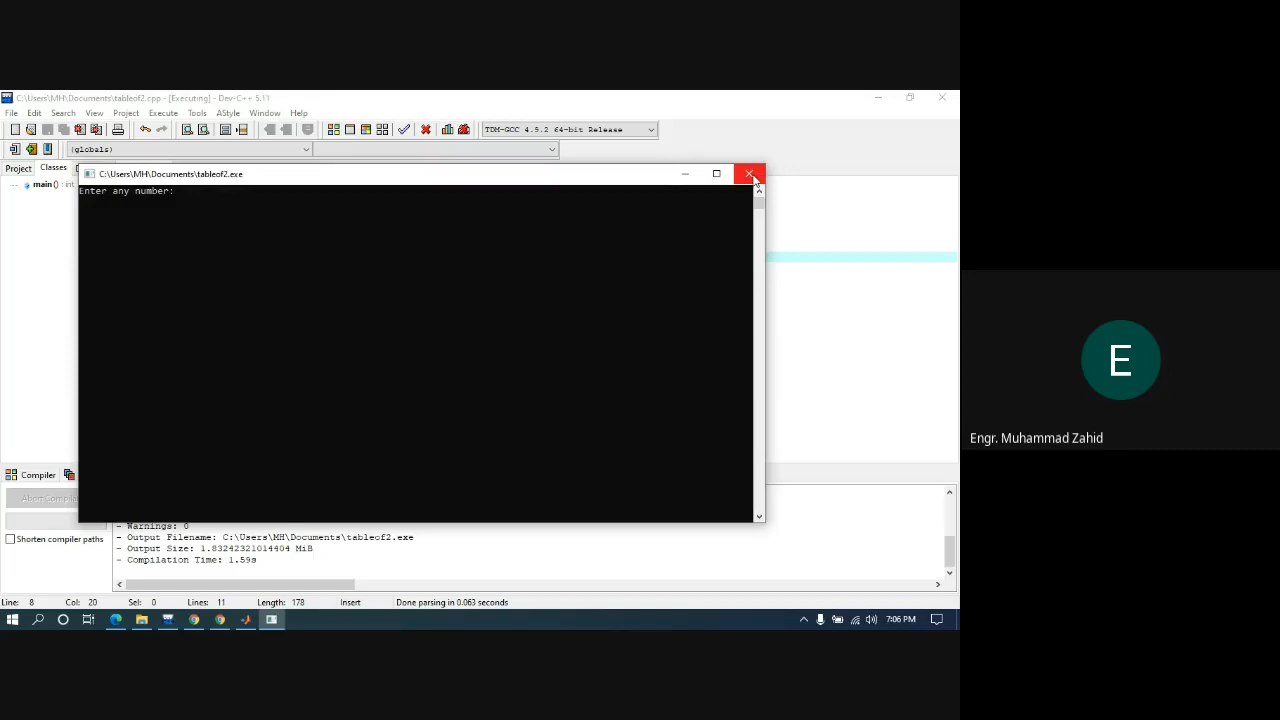 C:\Users\MH\Documents\tableof2.cpp - [Executing] - Dev-C++ 5.11
File Edit Search View Project Execute Tools AStyle Window Help
TDM-GCC 4.9.2 64-bit Release
(globals)
Project Classes
main() : int
C:\Users\MH\Documents\tableof2.exe
Enter any number:
E
Engr. Muhammad Zahid
Compiler
Abort Compil
Shorten compiler paths
- Warnings: 0
- Output Filename: C:\Users\MH\Documents\tableof2.exe
- Output Size: 1.83242321014404 MiB
- Compilation Time: 1.59s
Line: 8 Col: 20 Sel: 0 Lines: 11 Length: 178 Insert Done parsing in 0.063 seconds
7:06 PM